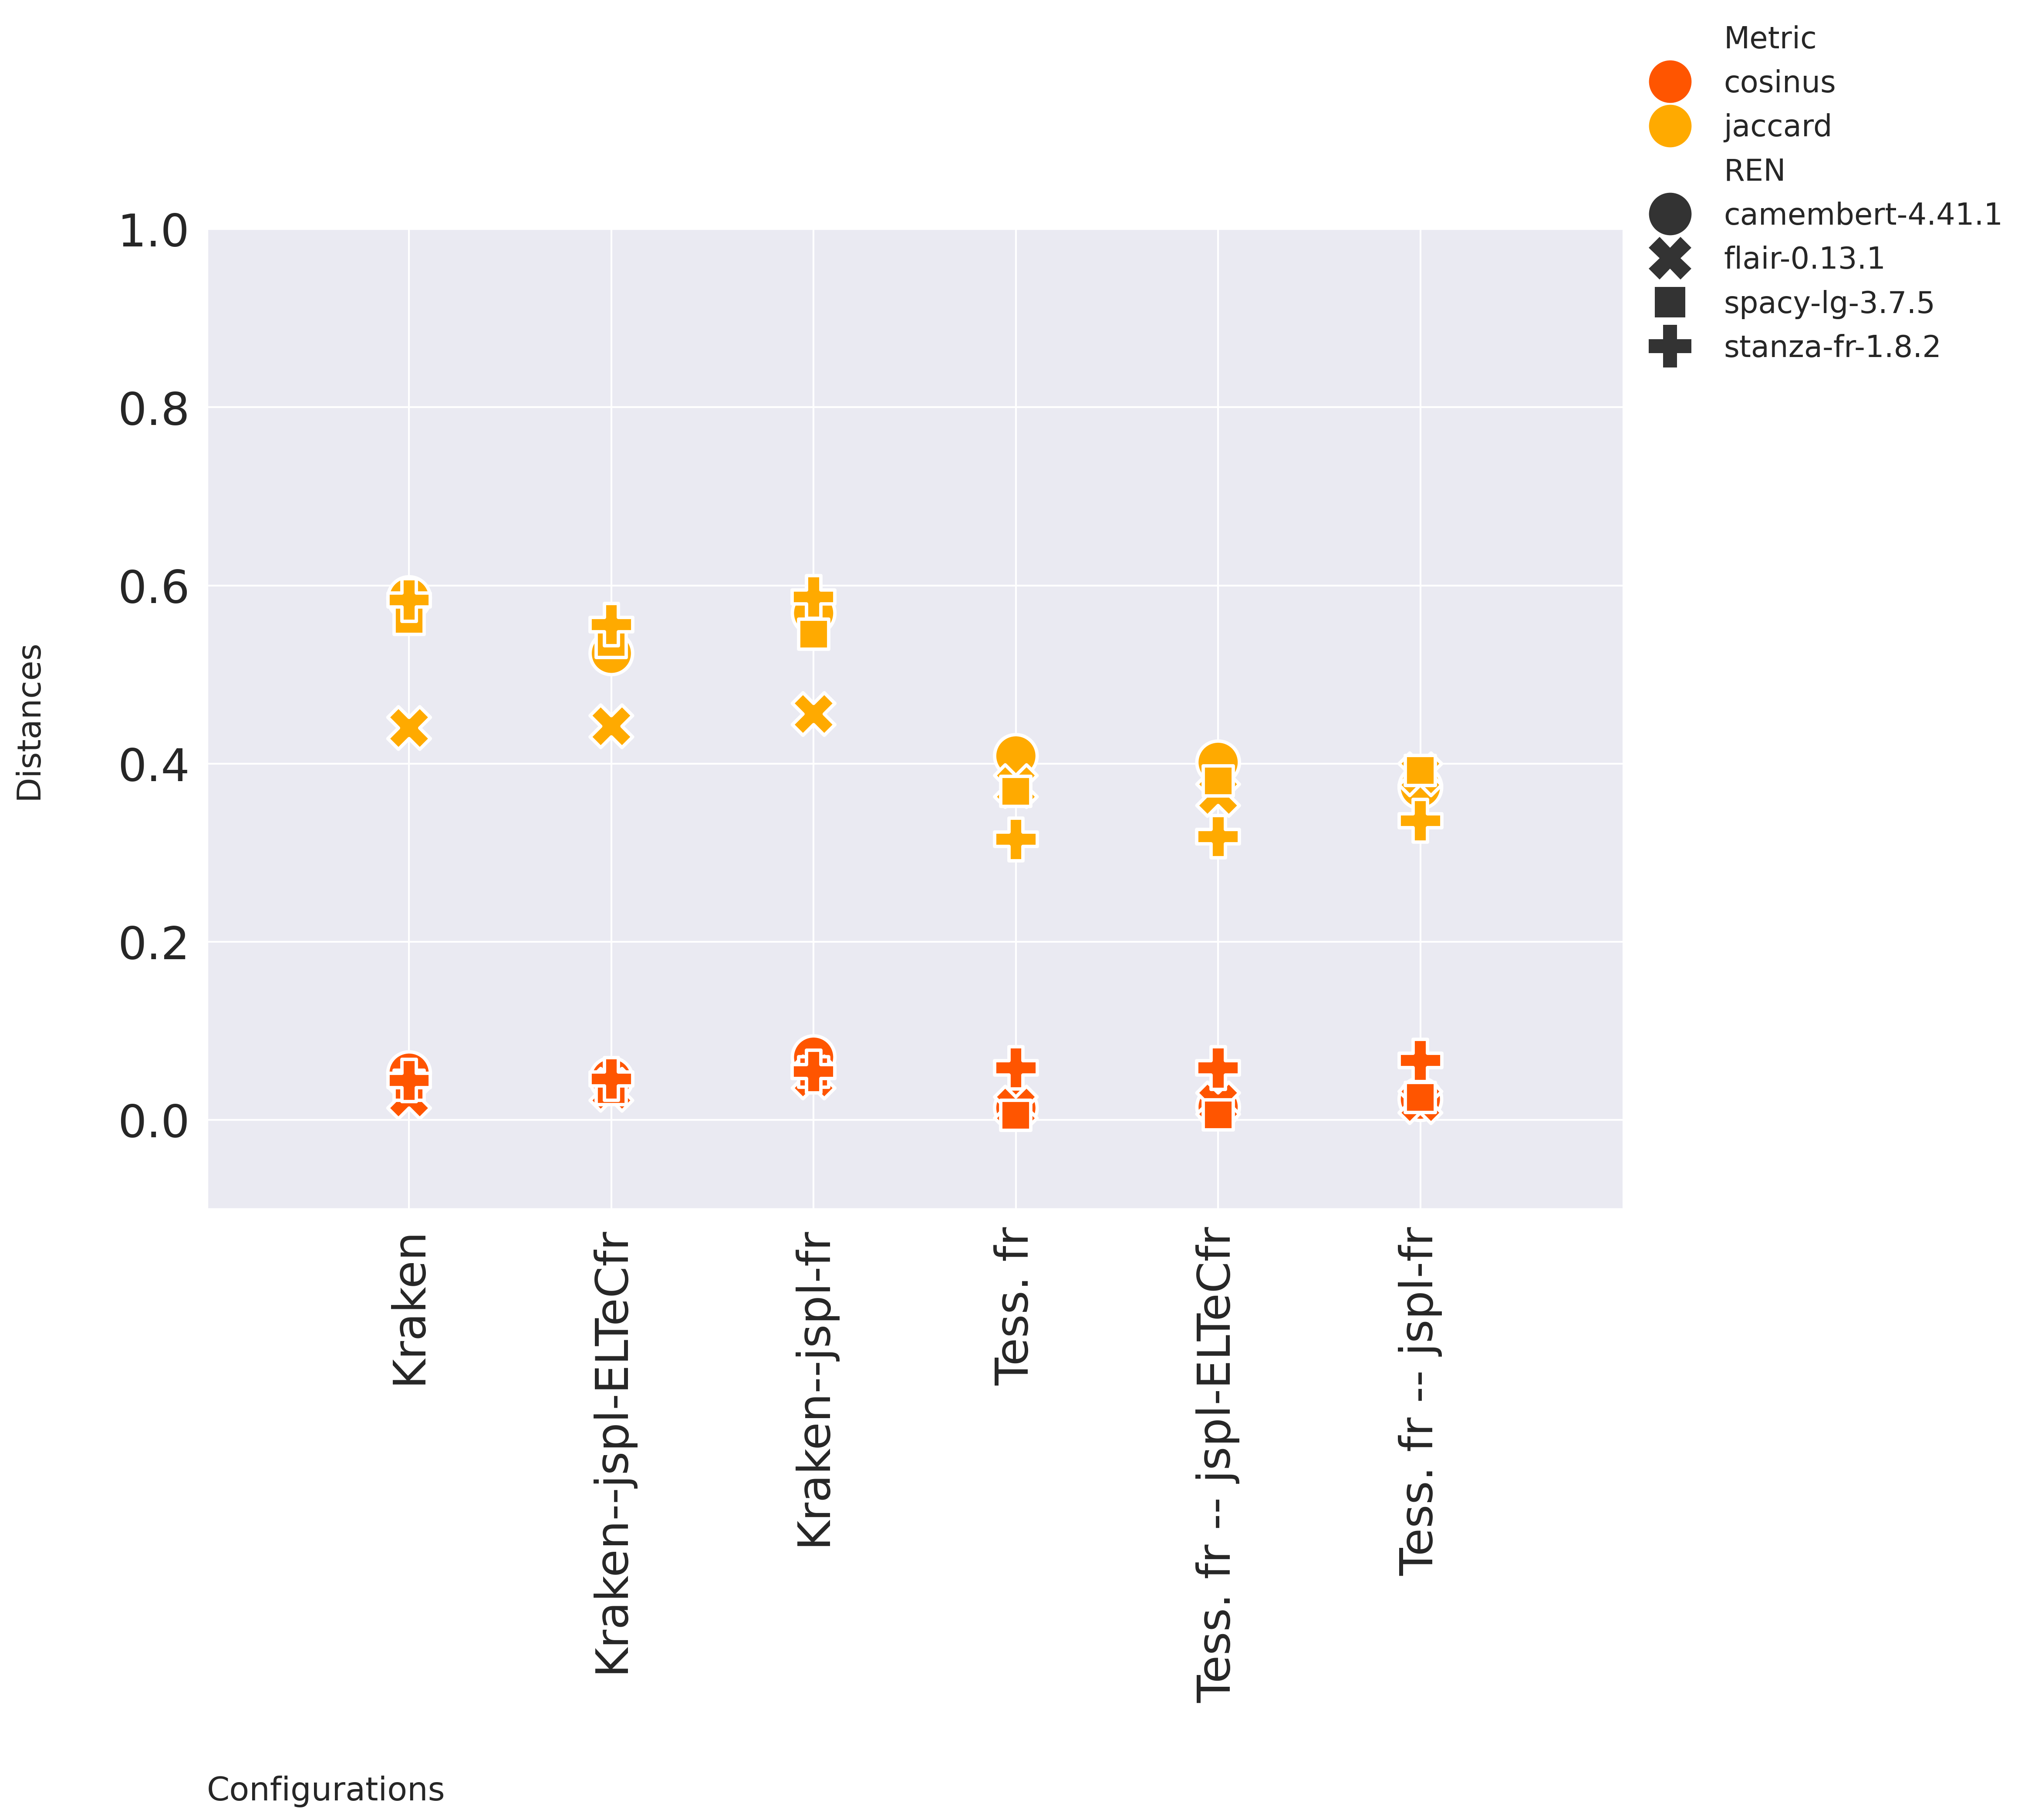 Metric
cosinus
jaccard
REN
camembert-4.41.1
flair-0.13.1
spacy-lg-3.7.5
stanza-fr-1.8.2
1.0
0.8
0.6
0.4
0.2
0.0
Distances
Kraken
Kraken--jspl-ELTeCfr
Kraken--jspl-fr
Tess. fr
Tess. fr -- jspl-ELTeCfr
Tess. fr -- jspl-fr
Configurations